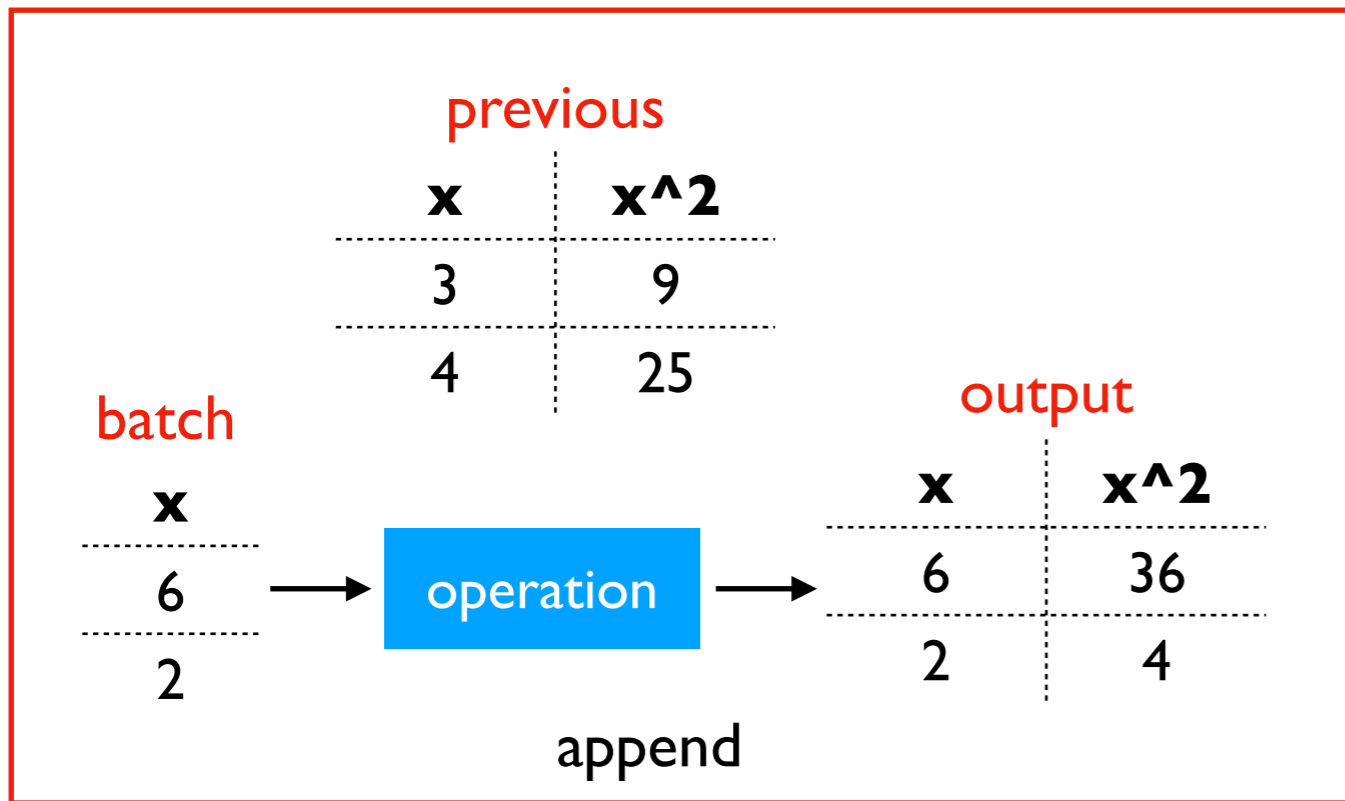 previous
x x^2
3 9
4 25
batch
x
6
2
operation
output
x x^2
6 36
2 4
append